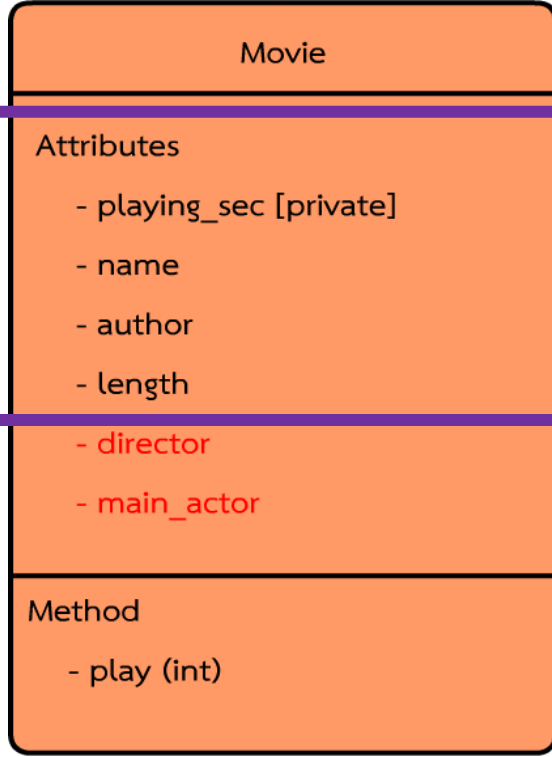 Movie
Attributes
- playing_sec [private]
- name
- author
- length
- director
- main_actor
Method
- play (int)